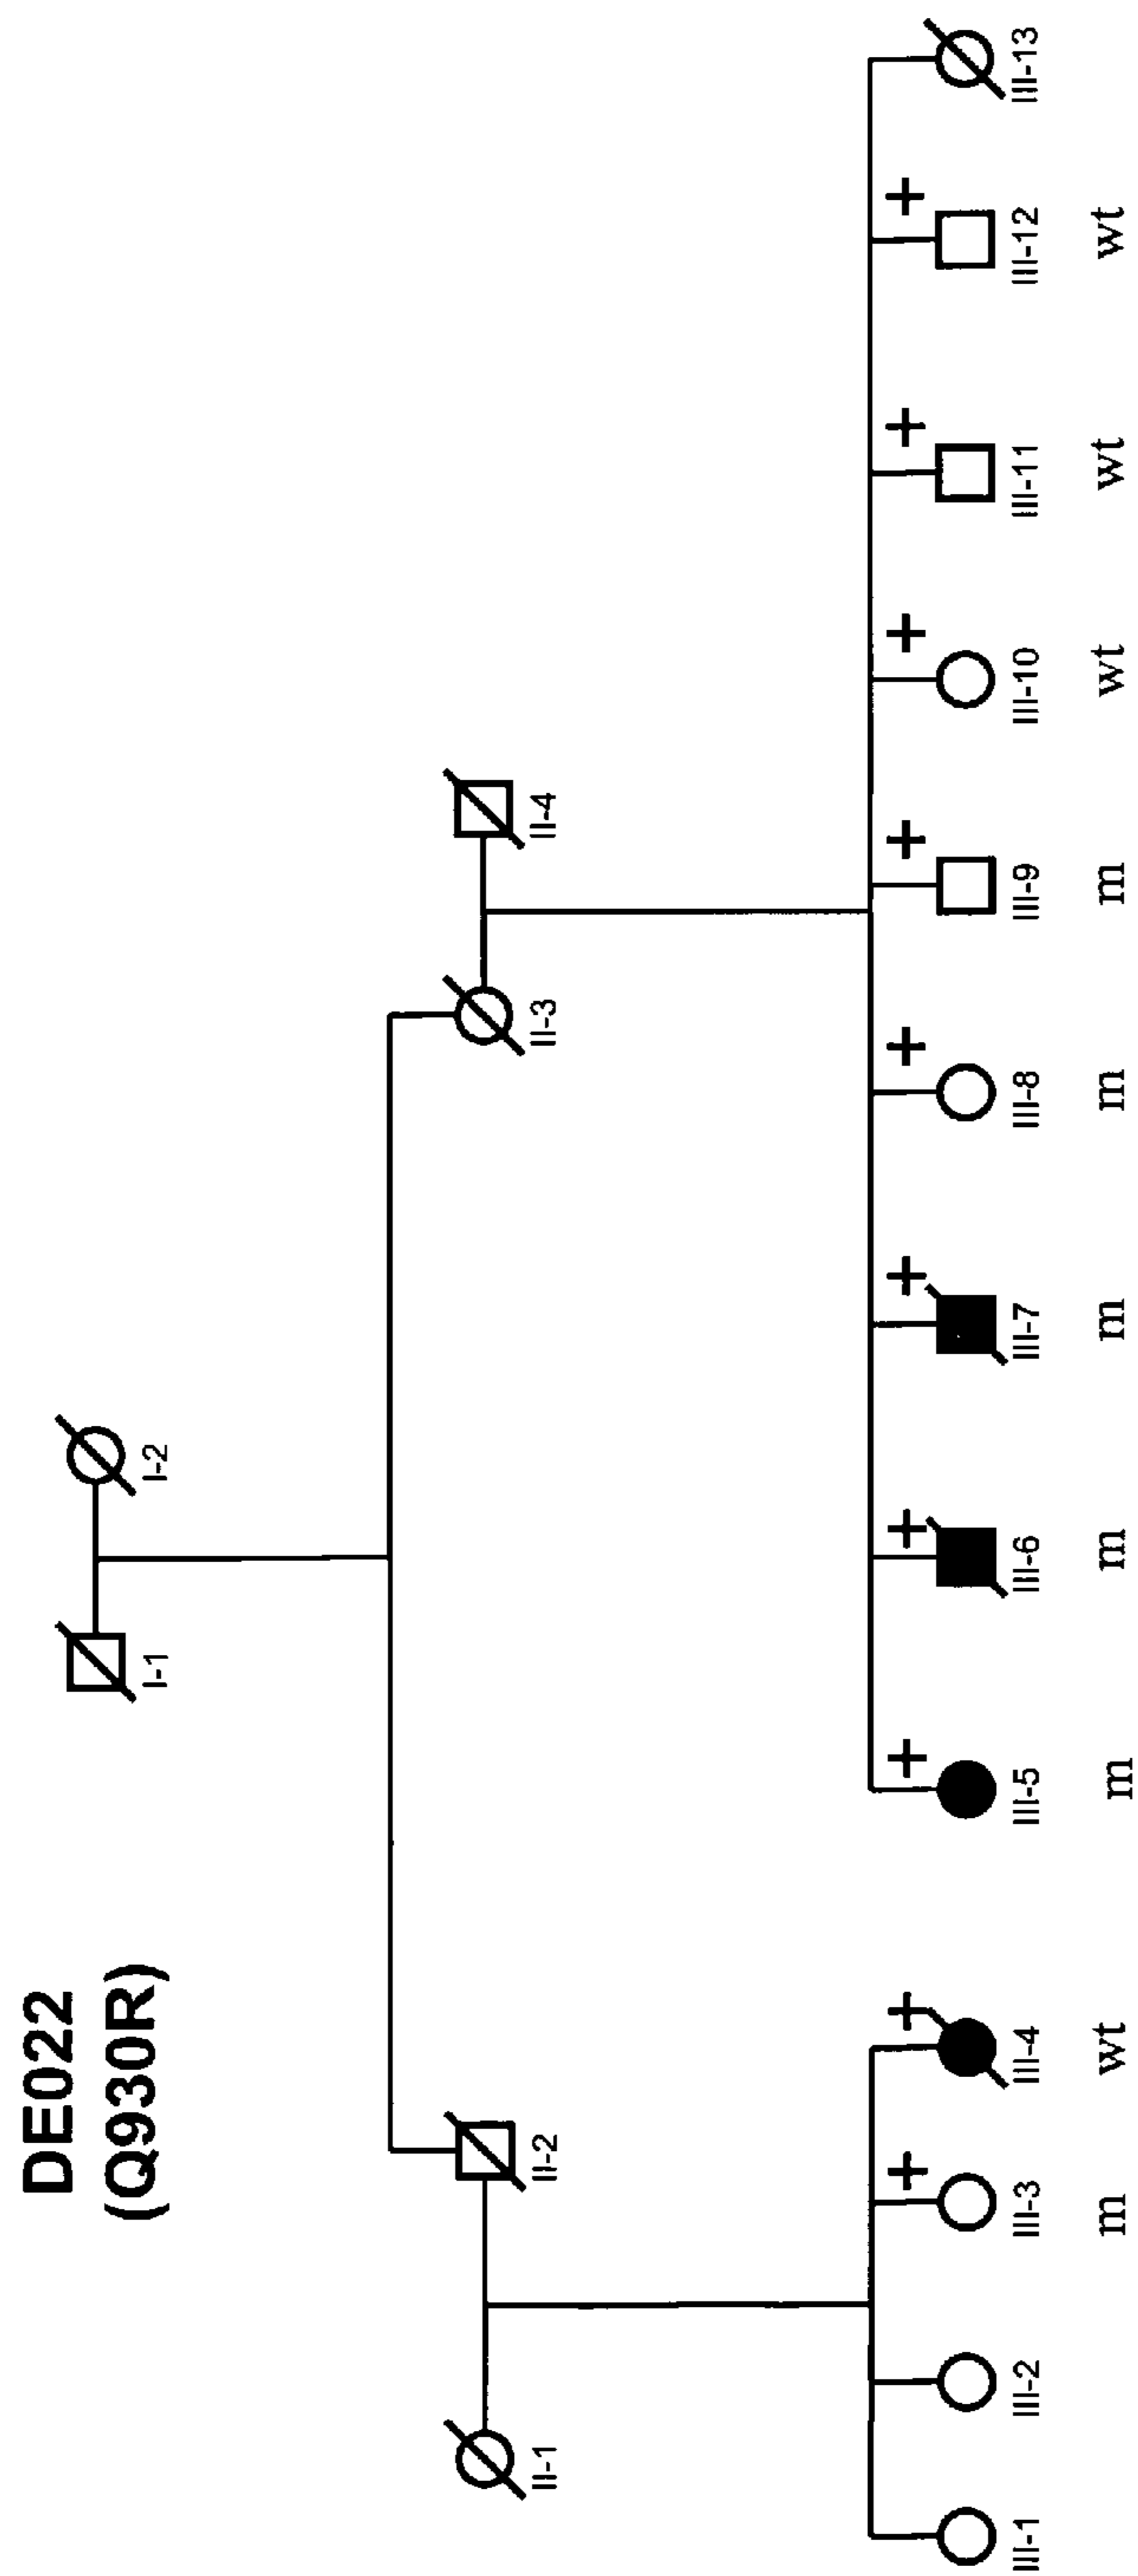 DE022
(Q930R)
I-1
I-2
II-1
II-2
II-3
II-4
III-1
III-2
III-3
III-4
III-5
III-6
III-7
III-8
III-9
III-10
III-11
III-12
III-13
+ + + + + + + + + +
m wt m m m m m wt wt wt